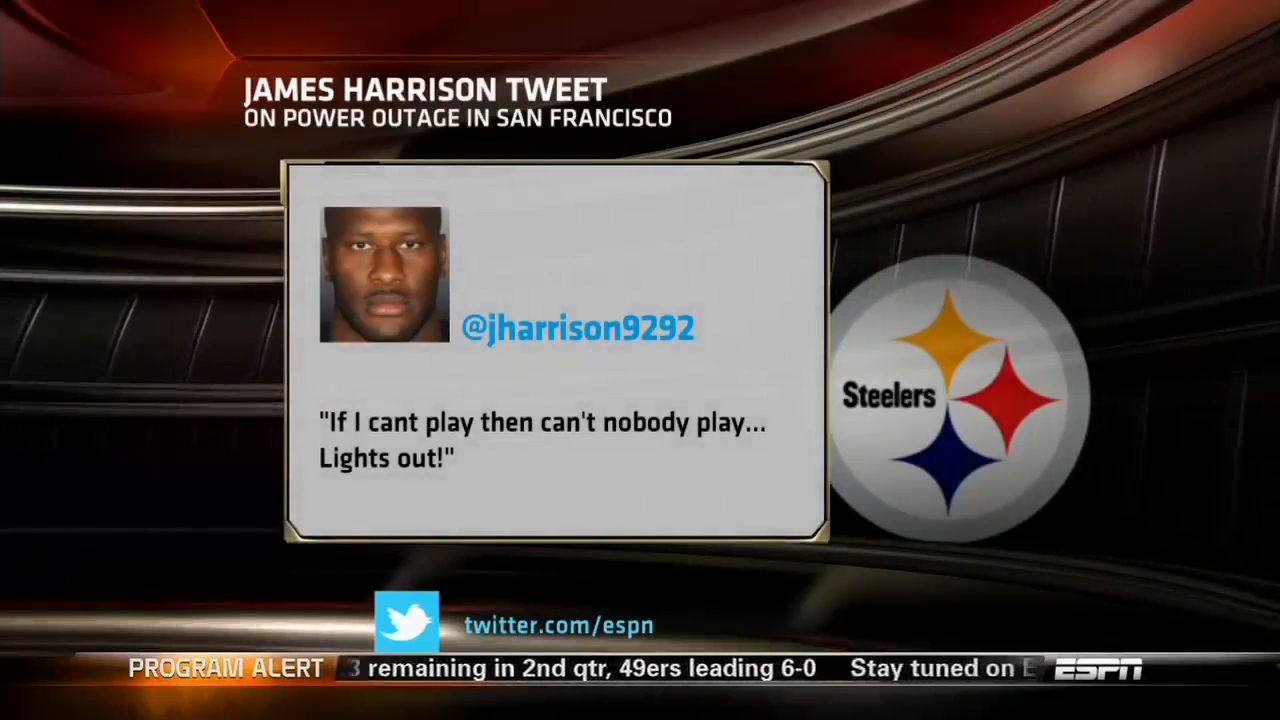 JAMES HARRISON TWEET
ON POWER OUTAGE IN SAN FRANCISCO
@jharrison9292
"If I cant play then can't nobody play...
Lights out!"
Steelers
twitter.com/espn
PROGRAM ALERT 3 remaining in 2nd qtr, 49ers leading 6-0 Stay tuned on ESPN